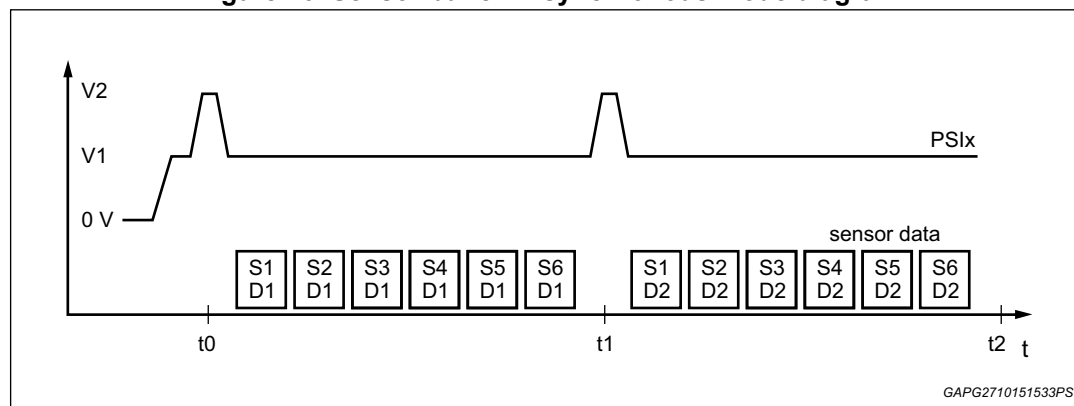 V2
V1
PSIx
0 V
sensor data
S1 S2 S3 S4 S5 S6 S1 S2 S3 S4 S5 S6
D1 D1 D1 D1 D1 D1 D2 D2 D2 D2 D2 D2
t0 t1 t2 t
GAPG2710151533PS